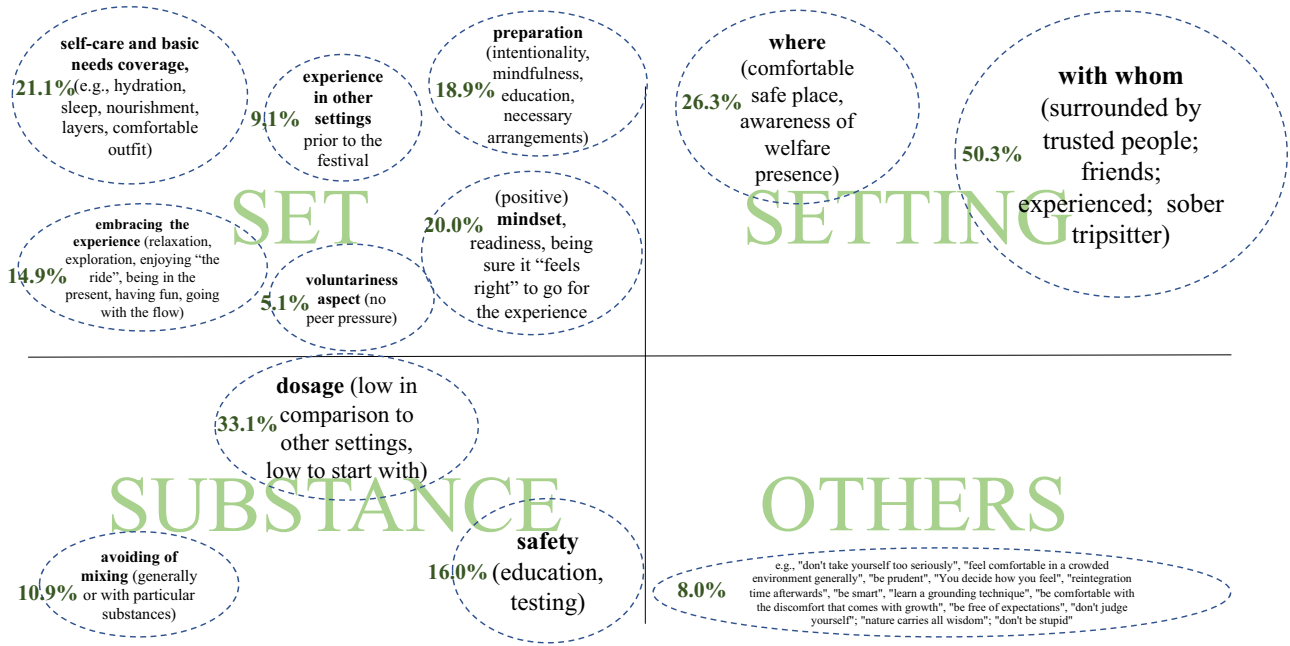 self-care and basic
needs coverage,
21.1% (e.g., hydration,
sleep, nourishment,
layers, comfortable
outfit)
experience
in other
9.1% settings
prior to the
festival
preparation
(intentionality,
mindfulness,
18.9% education,
necessary
arrangements)
SET
embracing the
experience (relaxation,
exploration, enjoying “the
14.9% ride”, being in the
present, having fun, going
with the flow)
voluntariness
5.1% aspect (no
peer pressure)
(positive)
20.0% mindset,
readiness, being
sure it “feels
right” to go for
the experience
where
(comfortable
26.3% safe place,
awareness of
welfare
presence)
with whom
(surrounded by
trusted people;
50.3% friends;
experienced; sober
tripsitter)
SETTING
dosage (low in
comparison to
33.1% other settings,
low to start with)
SUBSTANCE
avoiding of
mixing (generally
10.9% or with particular
substances)
safety
16.0% (education,
testing)
OTHERS
e.g., "don't take yourself too seriously", "feel comfortable in a crowded
environment generally", "be prudent", "You decide how you feel", "reintegration
8.0% time afterwards", "be smart", "learn a grounding technique", "be comfortable with
the discomfort that comes with growth", "be free of expectations", "don't judge
yourself"; "nature carries all wisdom"; "don't be stupid"